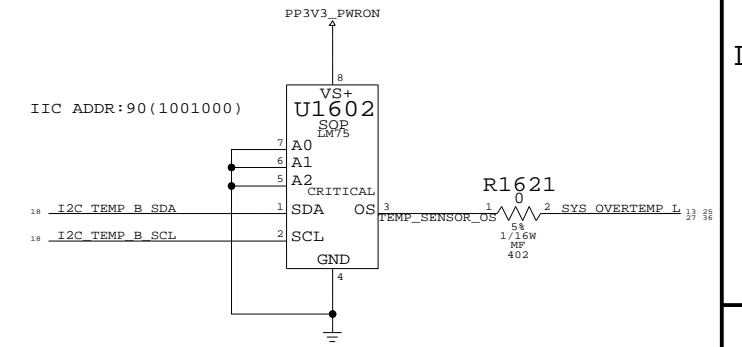 PP3V3_PWRON
8
VS+
IIC ADDR:90(1001000)
U1602
SOP
LM75
7 A0
6 A1
5 A2
CRITICAL
R1621
0
18 I2C_TEMP_B_SDA 1 SDA OS 3 TEMP_SENSOR_OS 1 2 SYS_OVERTEMP_L 13 25
27 36
5%
1/16W
MF
402
18 I2C_TEMP_B_SCL 2 SCL
GND
4
I